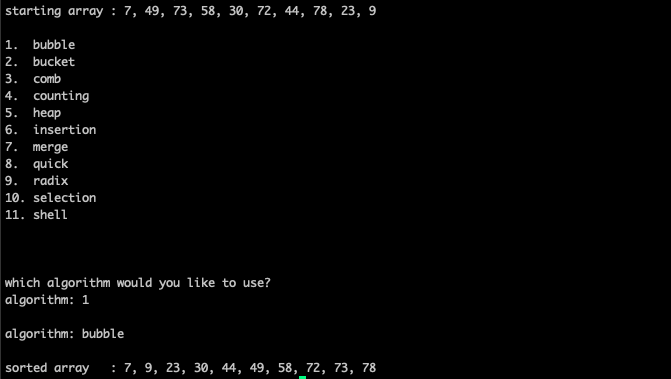 starting array : 7, 49, 73, 58, 30, 72, 44, 78, 23, 9
1.  bubble
2.  bucket
3.  comb
4.  counting
5.  heap
6.  insertion
7.  merge
8.  quick
9.  radix
10. selection
11. shell
which algorithm would you like to use?
algorithm: 1
algorithm: bubble
sorted array   : 7, 9, 23, 30, 44, 49, 58, 72, 73, 78